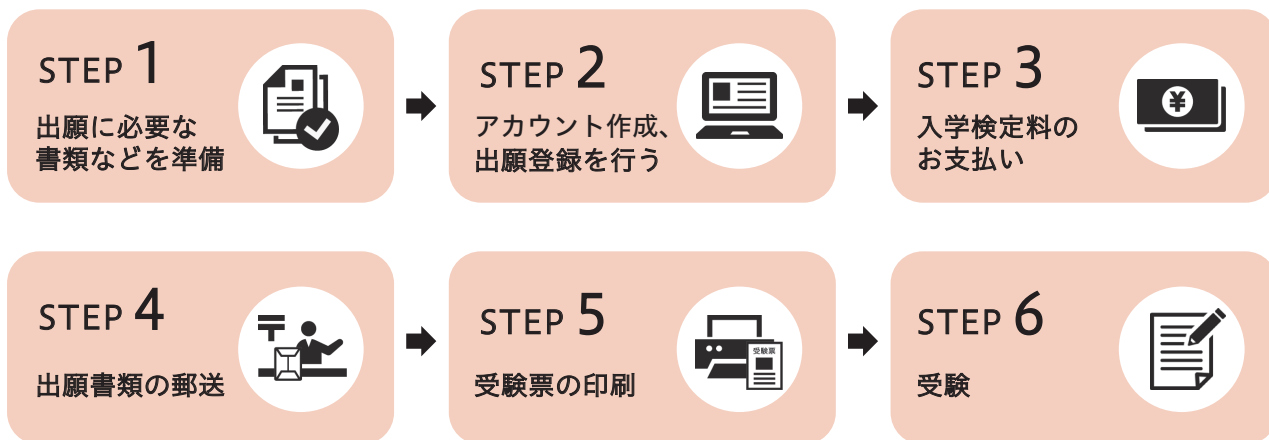 STEP 1
出願に必要な
書類などを準備
STEP 2
アカウント作成、
出願登録を行う
STEP 3
¥
入学検定料の
お支払い
STEP 4
〒
出願書類の郵送
STEP 5
受験票
受験票の印刷
STEP 6
受験